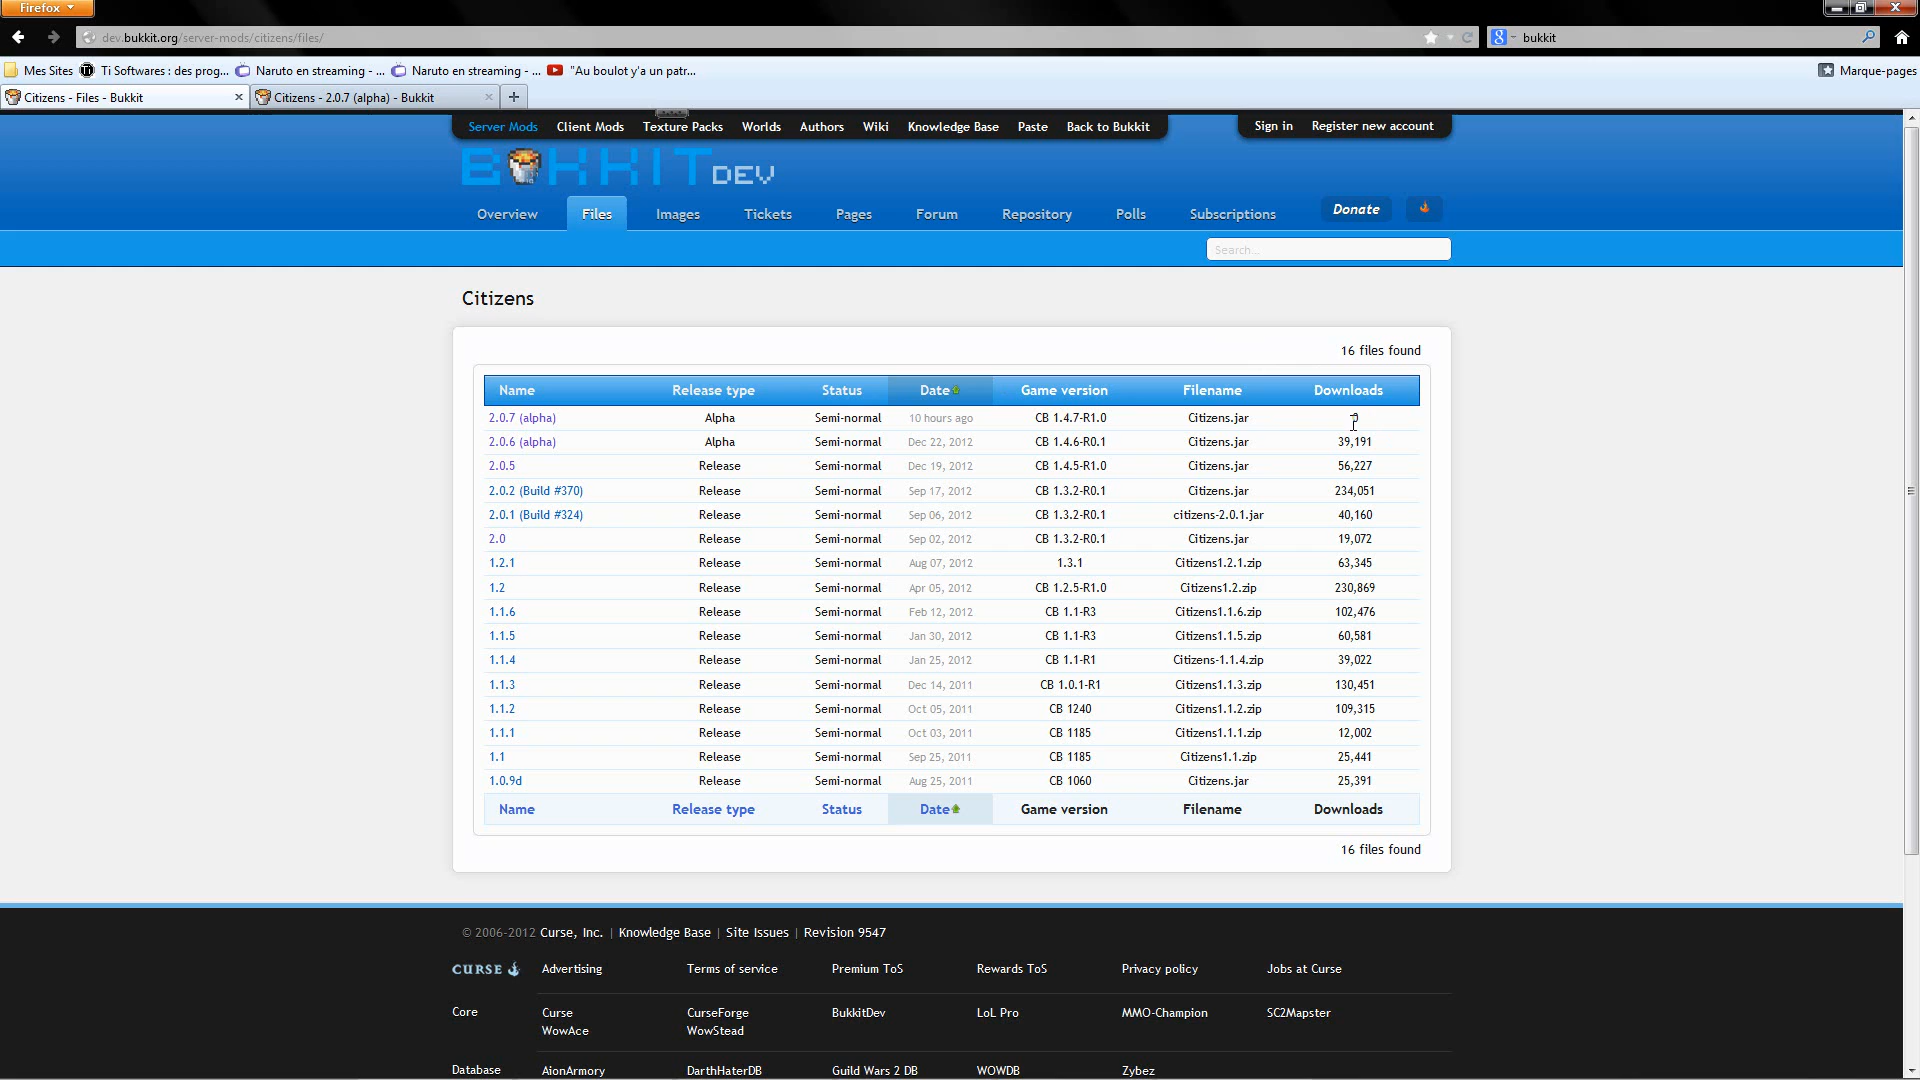 Firefox
dev.bukkit.org/server-mods/citizens/files/
bukkit
Mes Sites Ti Softwares : des prog... Naruto en streaming - ... Naruto en streaming - ... "Au boulot y'a un patr... Marque-pages
Citizens - Files - Bukkit Citizens - 2.0.7 (alpha) - Bukkit
Server Mods Client Mods Texture Packs Worlds Authors Wiki Knowledge Base Paste Back to Bukkit Sign in Register new account
BUKKIT DEV
Overview Files Images Tickets Pages Forum Repository Polls Subscriptions Donate
Search...
Citizens
16 files found
Name Release type Status Date Game version Filename Downloads
2.0.7 (alpha) Alpha Semi-normal 10 hours ago CB 1.4.7-R1.0 Citizens.jar
2.0.6 (alpha) Alpha Semi-normal Dec 22, 2012 CB 1.4.6-R0.1 Citizens.jar 39,191
2.0.5 Release Semi-normal Dec 19, 2012 CB 1.4.5-R1.0 Citizens.jar 56,227
2.0.2 (Build #370) Release Semi-normal Sep 17, 2012 CB 1.3.2-R0.1 Citizens.jar 234,051
2.0.1 (Build #324) Release Semi-normal Sep 06, 2012 CB 1.3.2-R0.1 citizens-2.0.1.jar 40,160
2.0 Release Semi-normal Sep 02, 2012 CB 1.3.2-R0.1 Citizens.jar 19,072
1.2.1 Release Semi-normal Aug 07, 2012 1.3.1 Citizens1.2.1.zip 63,345
1.2 Release Semi-normal Apr 05, 2012 CB 1.2.5-R1.0 Citizens1.2.zip 230,869
1.1.6 Release Semi-normal Feb 12, 2012 CB 1.1-R3 Citizens1.1.6.zip 102,476
1.1.5 Release Semi-normal Jan 30, 2012 CB 1.1-R3 Citizens1.1.5.zip 60,581
1.1.4 Release Semi-normal Jan 25, 2012 CB 1.1-R1 Citizens-1.1.4.zip 39,022
1.1.3 Release Semi-normal Dec 14, 2011 CB 1.0.1-R1 Citizens1.1.3.zip 130,451
1.1.2 Release Semi-normal Oct 05, 2011 CB 1240 Citizens1.1.2.zip 109,315
1.1.1 Release Semi-normal Oct 03, 2011 CB 1185 Citizens1.1.1.zip 12,002
1.1 Release Semi-normal Sep 25, 2011 CB 1185 Citizens1.1.zip 25,441
1.0.9d Release Semi-normal Aug 25, 2011 CB 1060 Citizens.jar 25,391
Name Release type Status Date Game version Filename Downloads
16 files found
© 2006-2012 Curse, Inc. | Knowledge Base | Site Issues | Revision 9547
CURSE Advertising Terms of service Premium ToS Rewards ToS Privacy policy Jobs at Curse
Core Curse CurseForge BukkitDev LoL Pro MMO-Champion SC2Mapster
WowAce WowStead
Database AionArmory DarthHaterDB Guild Wars 2 DB WOWDB Zybez